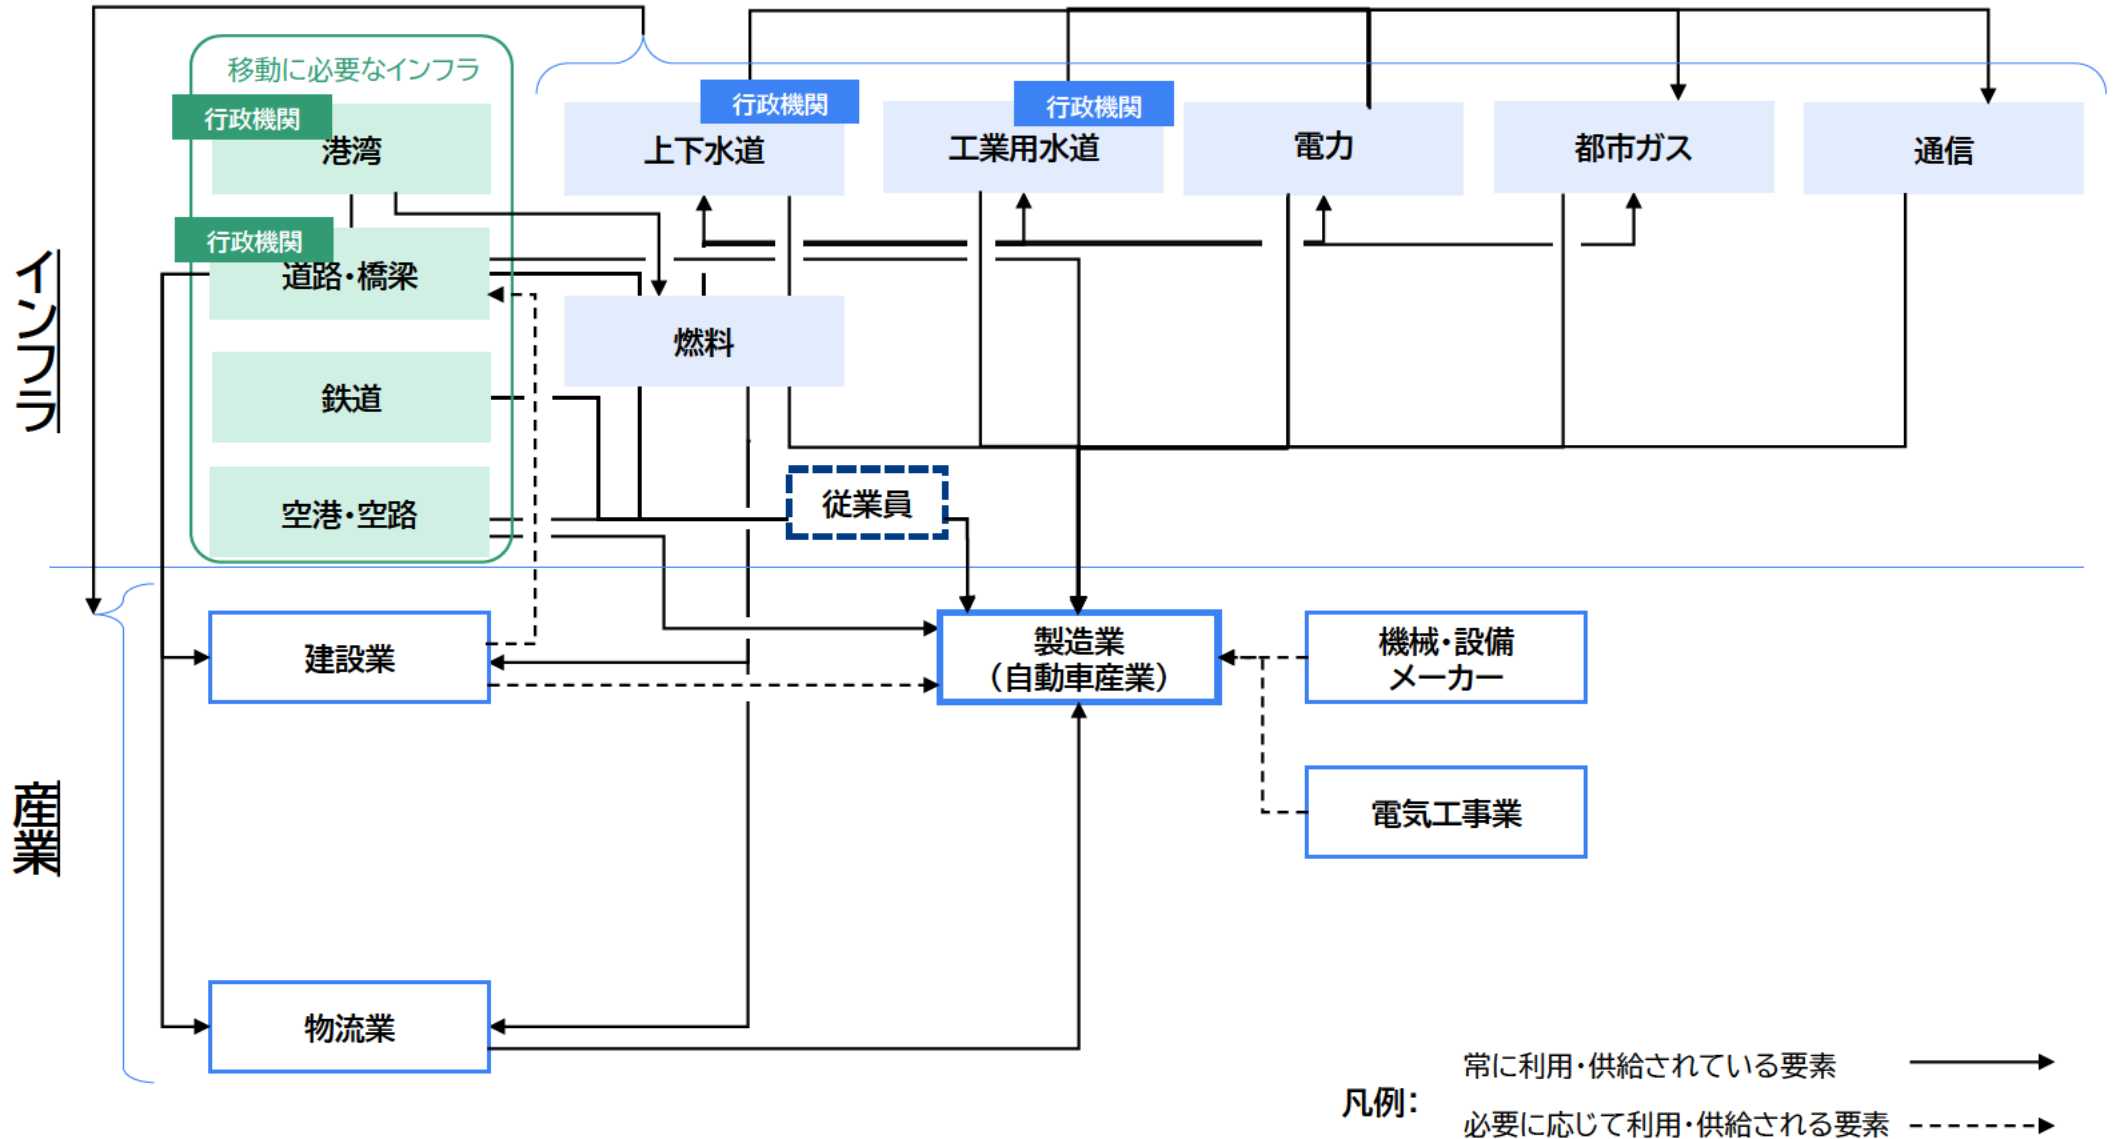 移動に必要なインフラ
行政機関
港湾
行政機関
上下水道
行政機関
工業用水道
電力
都市ガス
通信
行政機関
道路・橋梁
燃料
鉄道
空港・空路
従業員
インフラ
建設業
製造業
（自動車産業）
機械・設備
メーカー
電気工事業
産業
物流業
凡例：
常に利用・供給されている要素
必要に応じて利用・供給される要素